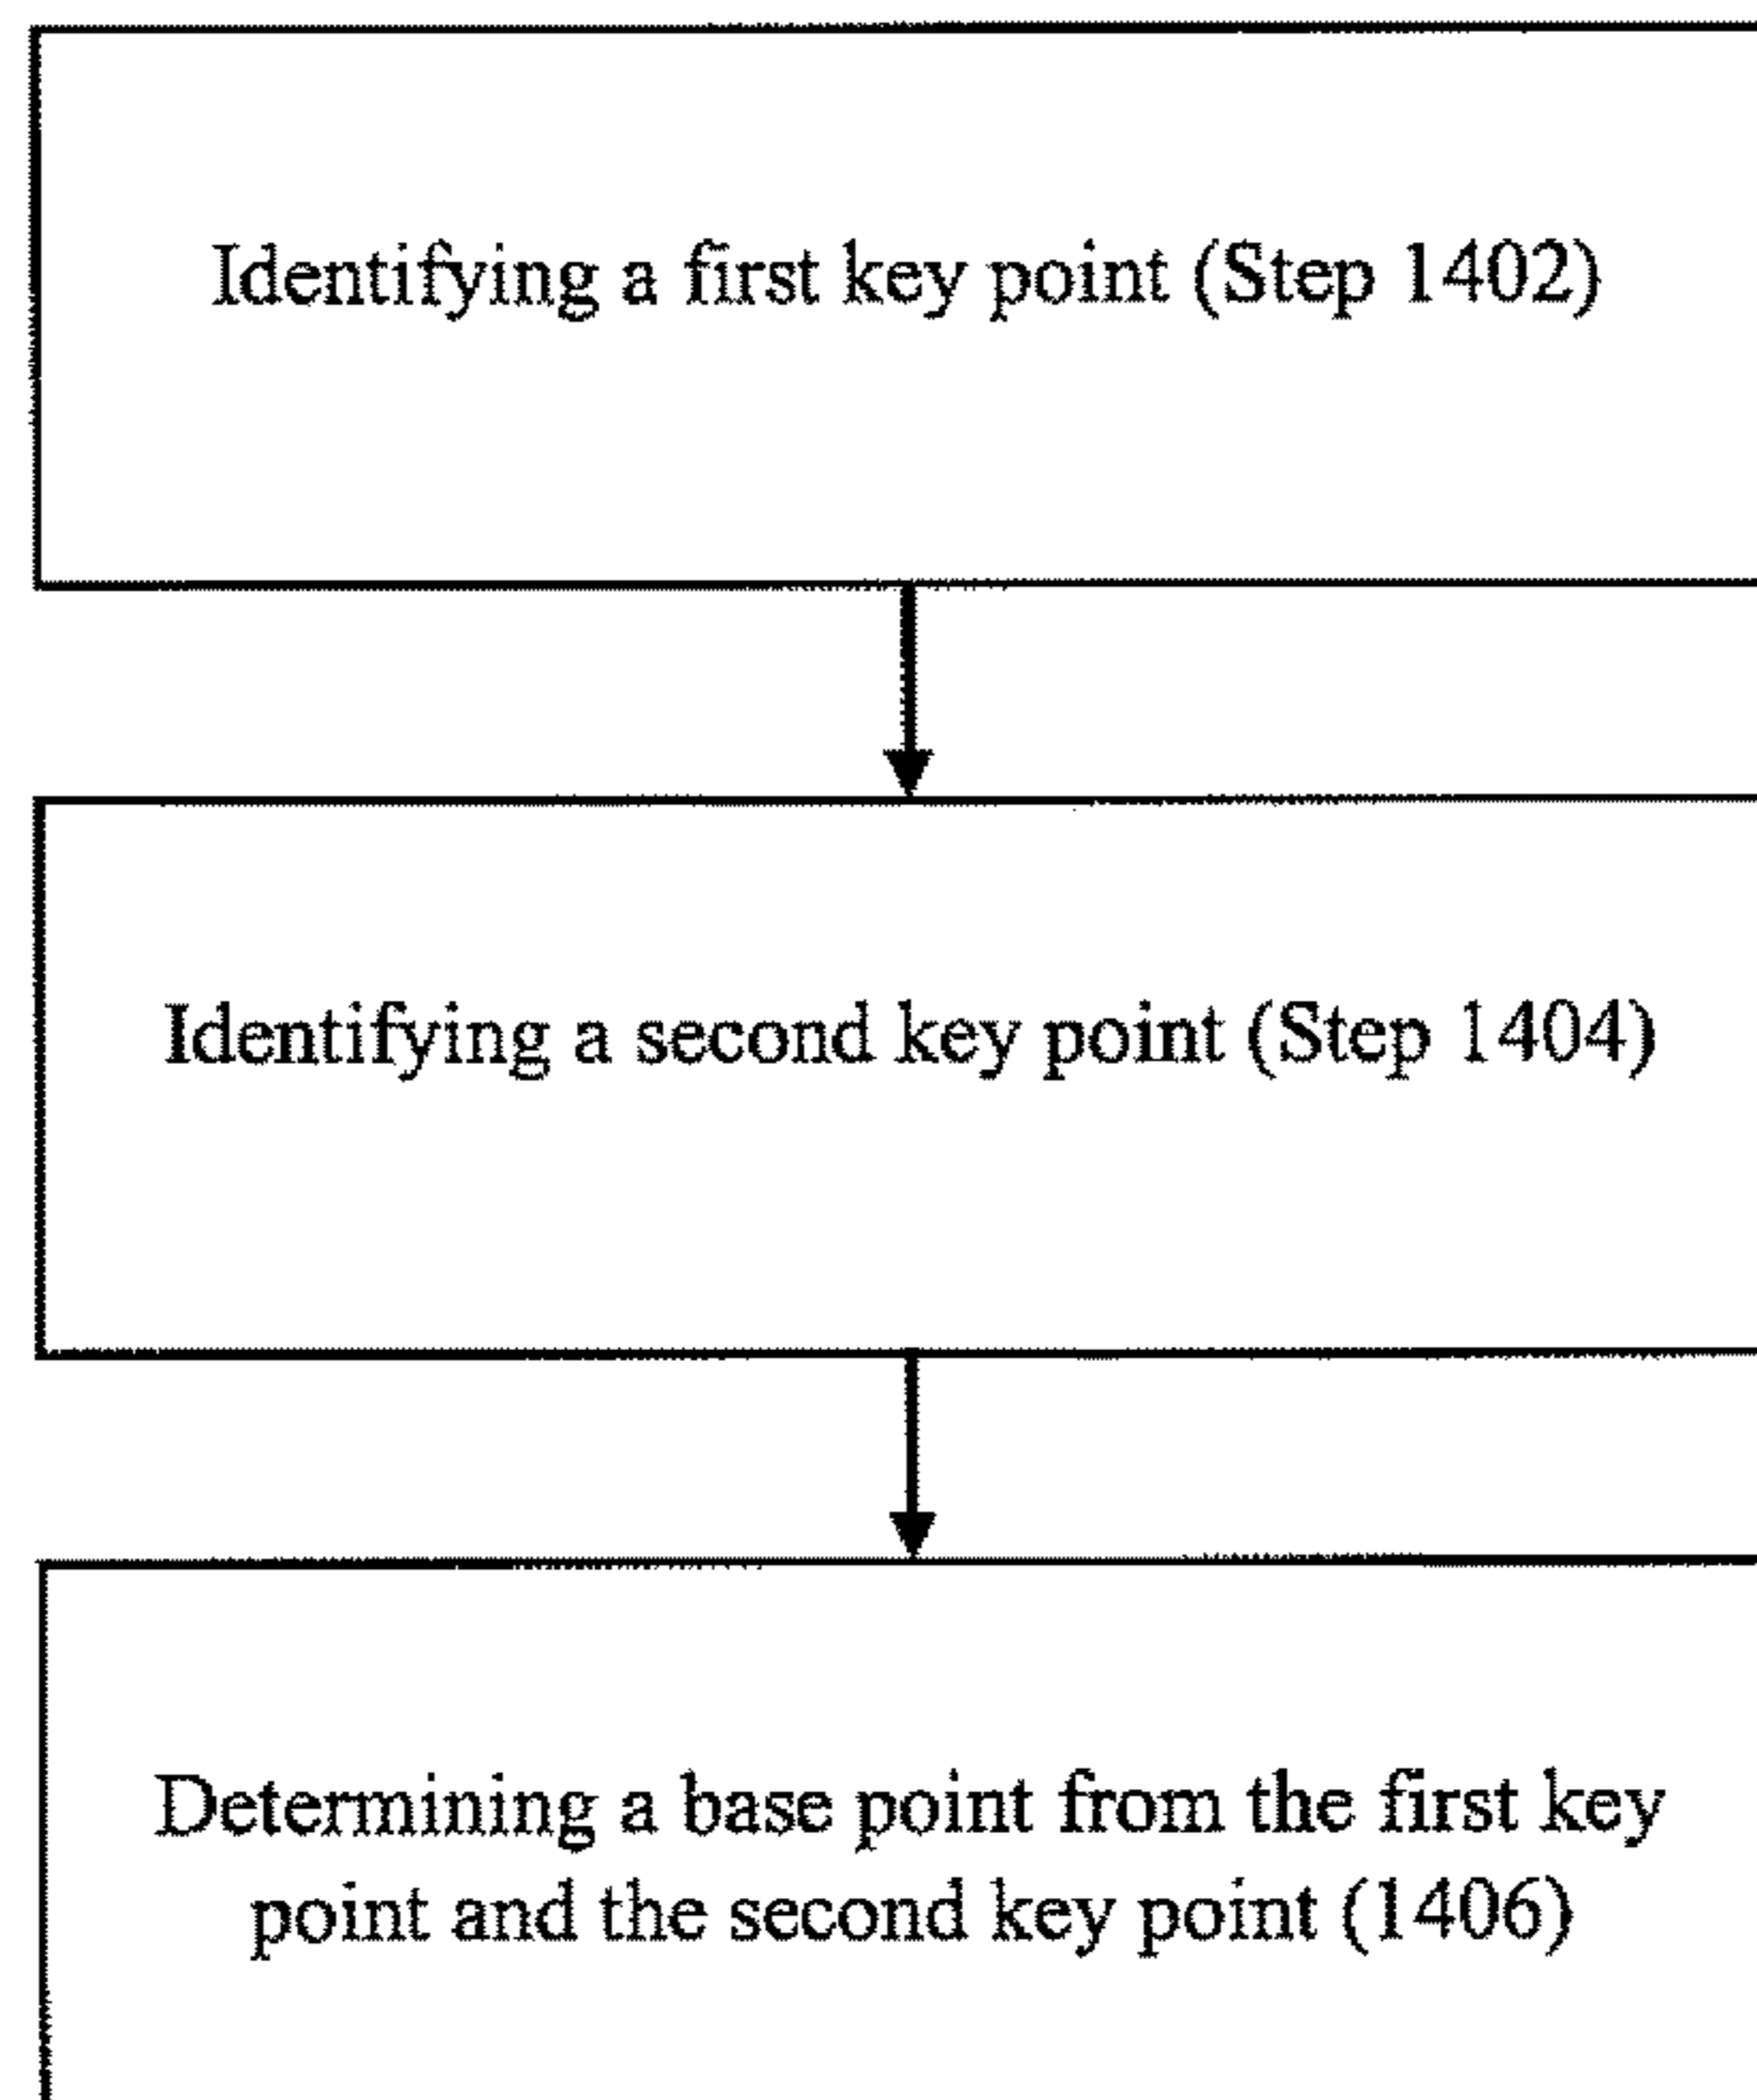 Identifying a first key point (Step 1402)
Identifying a second key point (Step 1404)
Determining a base point from the first key
point and the second key point (1406)